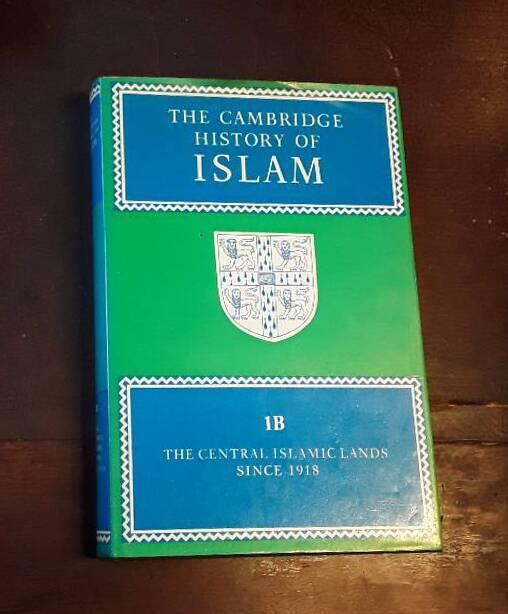 THE CAMBRIDGE
HISTORY OF
ISLAM
1B
THE CENTRAL ISLAMIC LANDS
SINCE 1918